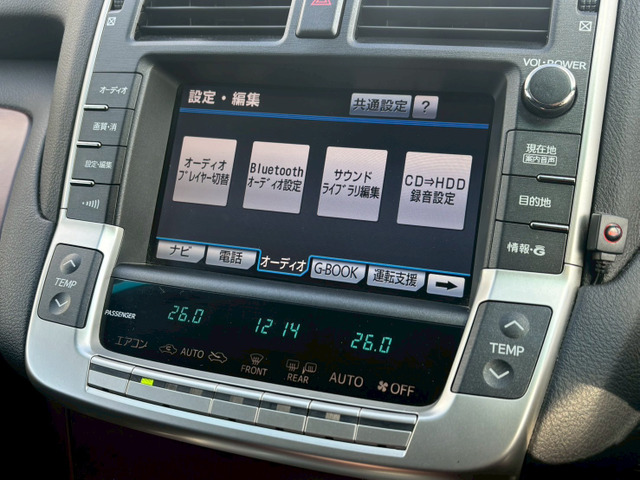 VOL・POWER
オーディオ
画質・消
設定・編集
設定・編集
共通設定
?
オーディオ
プレイヤー切替
Bluetooth
オーディオ設定
サウンド
ライブラリ編集
CD⇒HDD
録音設定
ナビ
電話
オーディオ
G-BOOK
運転支援
現在地
案内音声
目的地
情報・G
TEMP
PASSENGER
26.0
12 14
26.0
エアコン
AUTO
FRONT
REAR
AUTO
OFF
TEMP